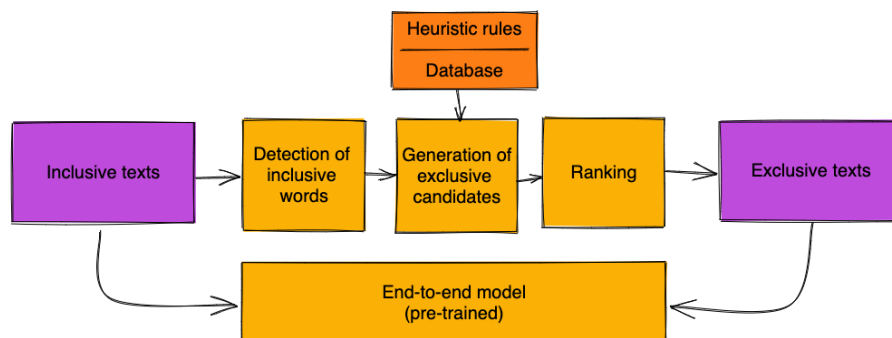 Heuristic rules
Database
Inclusive texts
Detection of
inclusive
words
Generation of
exclusive
candidates
Ranking
Exclusive texts
End-to-end model
(pre-trained)